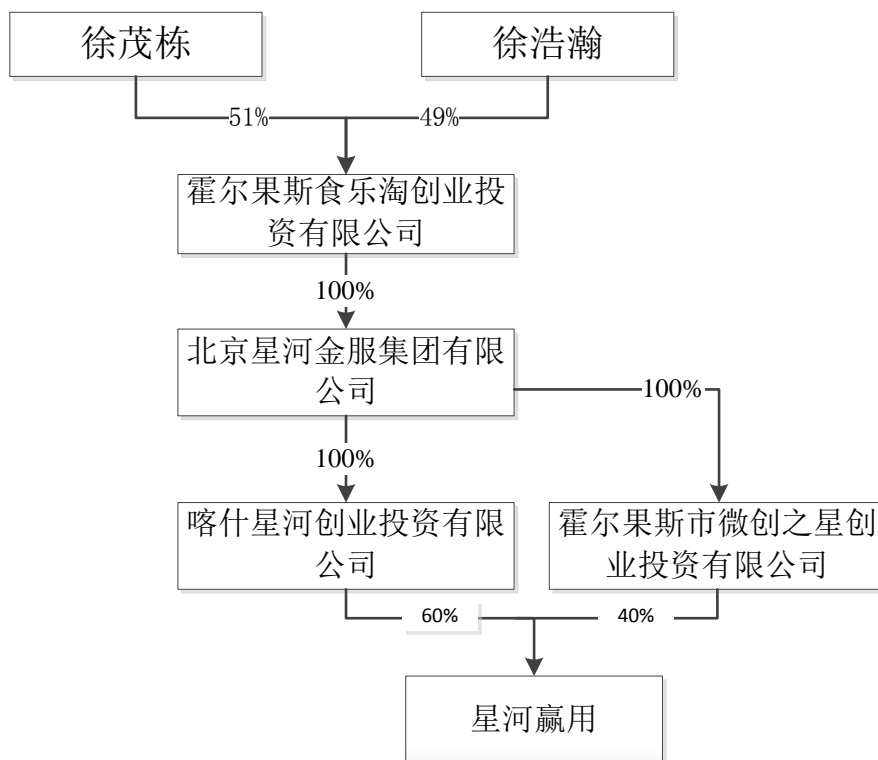 徐茂栋
徐浩瀚
51%
49%
霍尔果斯食乐淘创业投
资有限公司
100%
北京星河金服集团有限
公司
100%
100%
喀什星河创业投资有限
公司
霍尔果斯市微创之星创
业投资有限公司
60%
40%
星河赢用